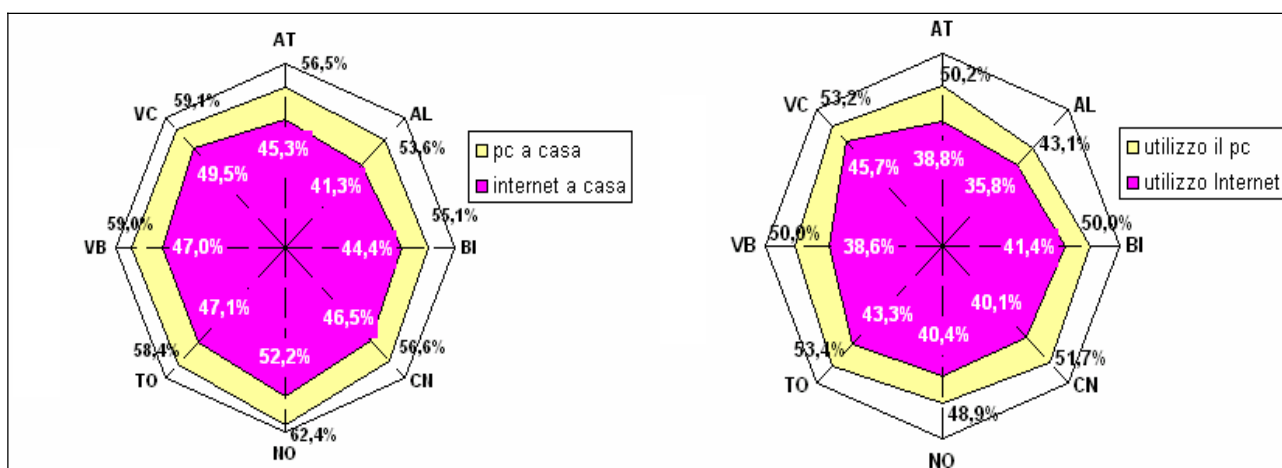 AT
56,5%
VC
59,1%
AL
53,6%
45,3%
49,5%
41,3%
pc a casa
internet a casa
VB
59,0%
47,0%
44,4%
55,1%
BI
47,1%
46,5%
58,4%
52,2%
56,6%
TO
CN
62,4%
NO
AT
50,2%
VC
53,2%
AL
43,1%
38,8%
45,7%
35,8%
utilizzo il pc
utilizzo Internet
VB
50,0%
38,6%
41,4%
50,0%
BI
43,3%
40,1%
53,4%
40,4%
51,7%
TO
CN
48,9%
NO